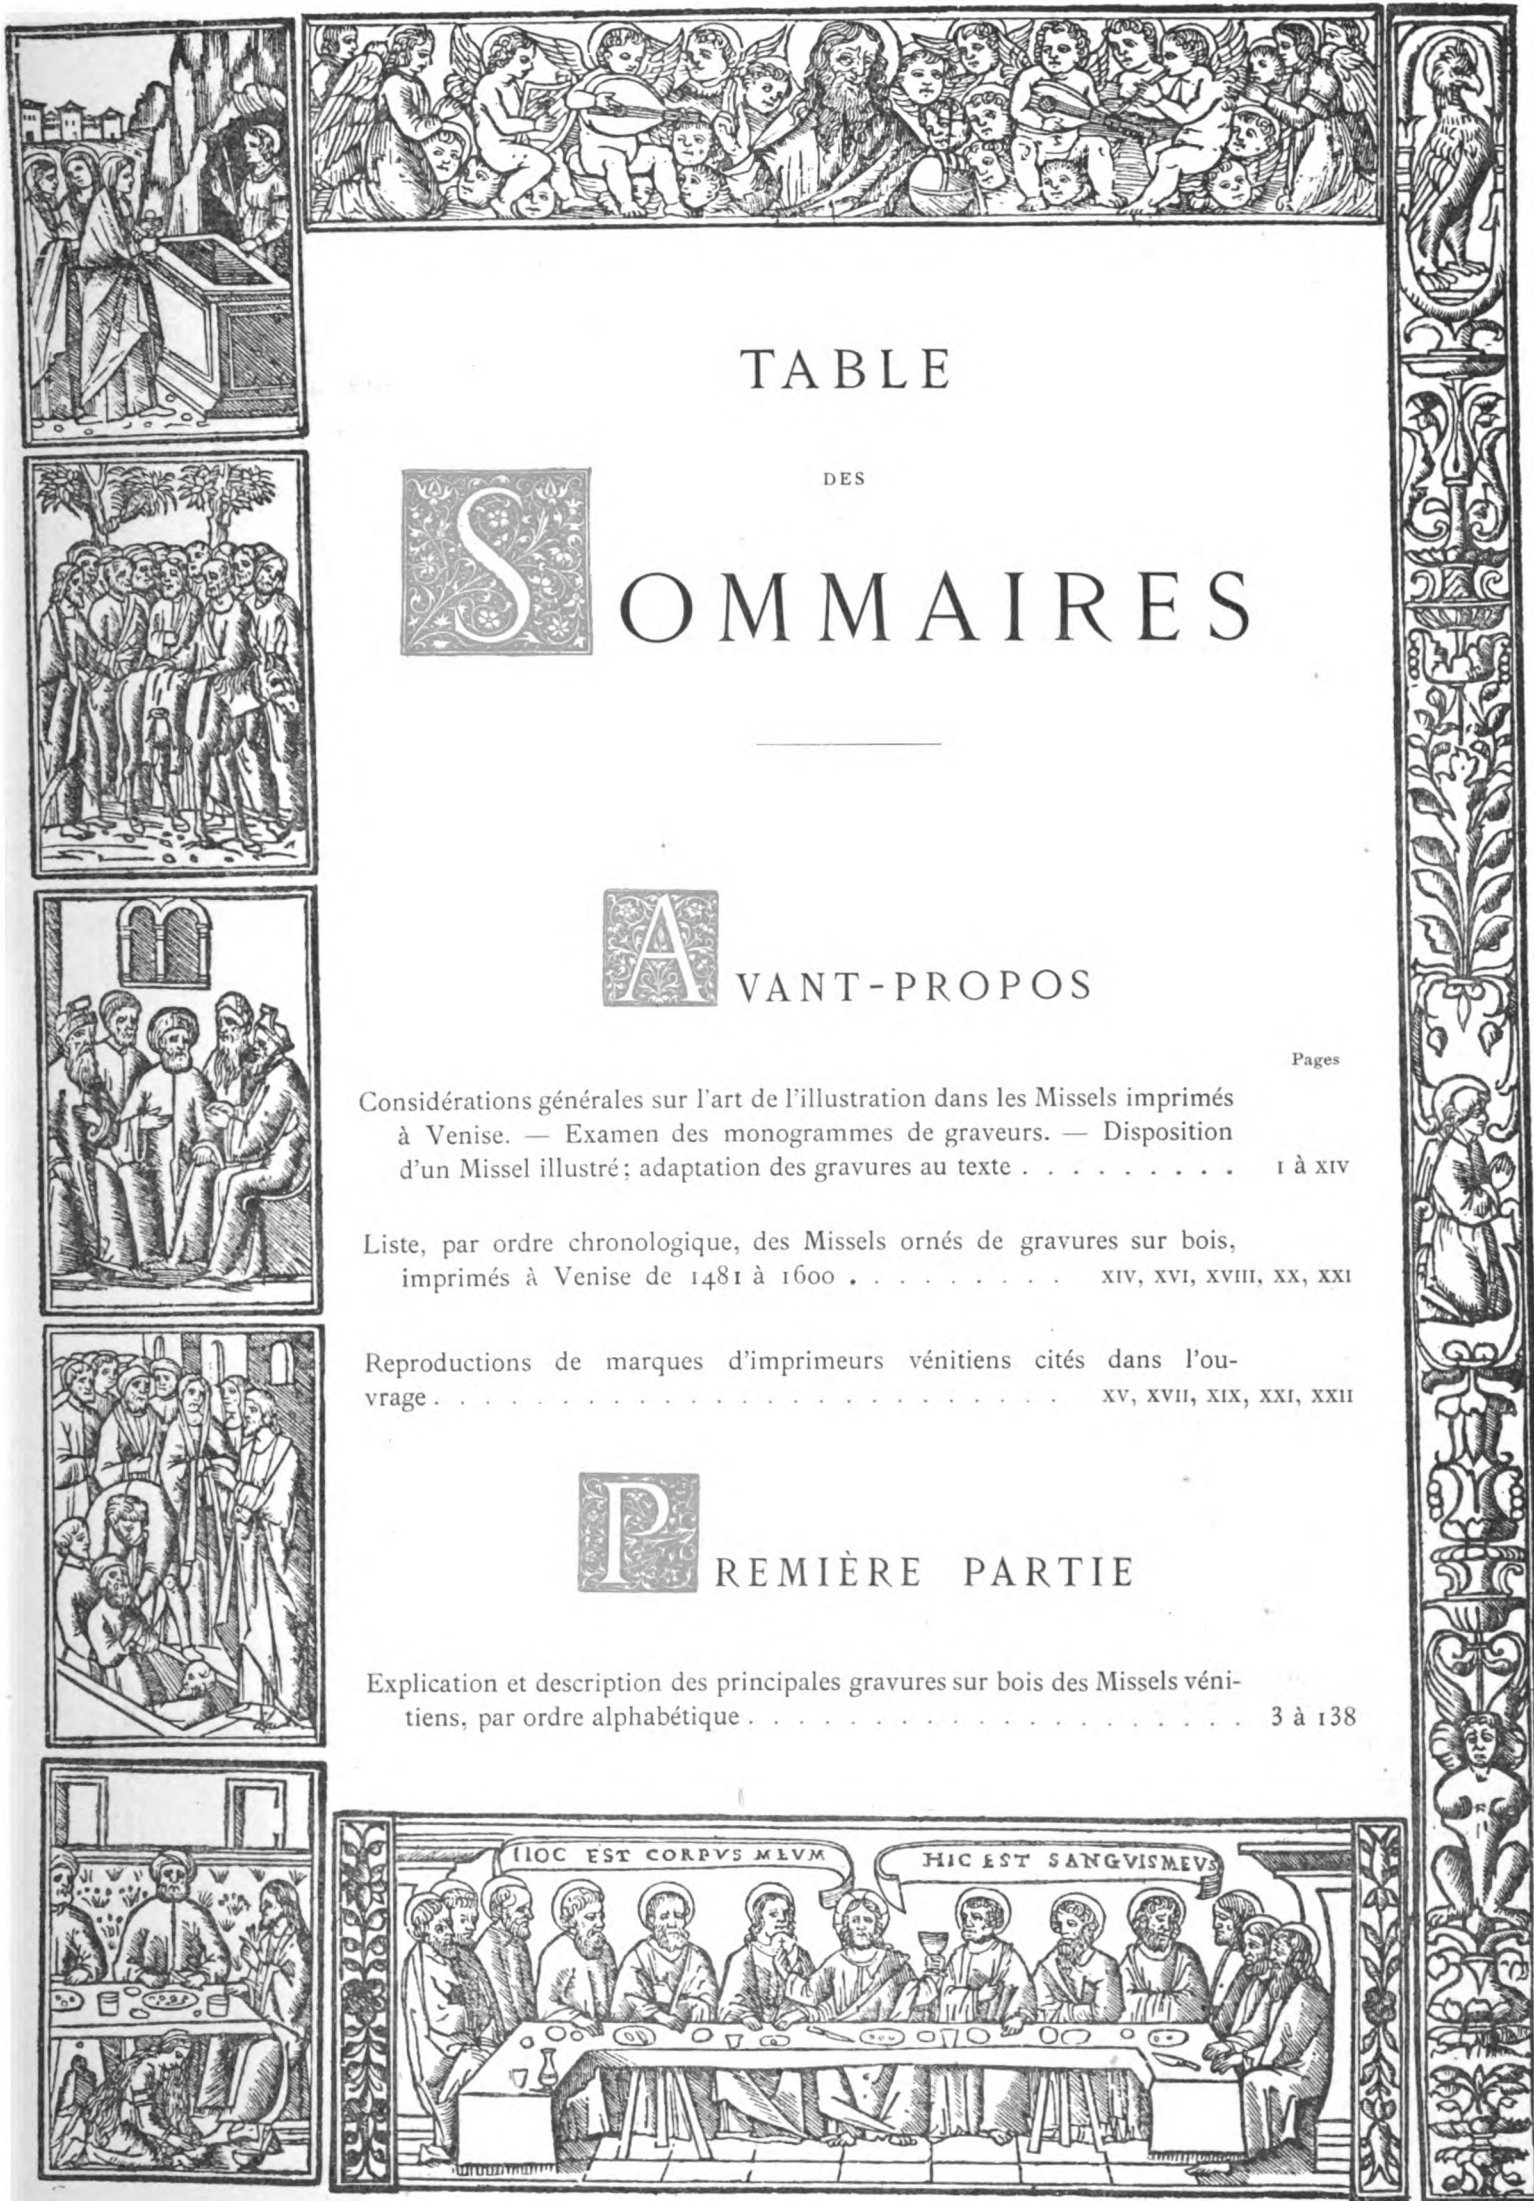 TABLE
DES
SOMMAIRES
AVANT-PROPOS
Pages
Considérations générales sur l'art de l'illustration dans les Missels imprimés
à Venise. — Examen des monogrammes de graveurs. — Disposition
d'un Missel illustré; adaptation des gravures au texte . . . . . . . . . I à XIV
Liste, par ordre chronologique, des Missels ornés de gravures sur bois,
imprimés à Venise de 1481 à 1600 . . . . . . . . . . XIV, XVI, XVIII, XX, XXI
Reproductions de marques d'imprimeurs vénitiens cités dans l'ou-
vrage . . . . . . . . . . . . . . . . . . . . . . XV, XVII, XIX, XXI, XXII
PREMIÈRE PARTIE
Explication et description des principales gravures sur bois des Missels véni-
tiens, par ordre alphabétique . . . . . . . . . . . . . . . . . . . . 3 à 138
HOC EST CORPVS MEVM
HIC EST SANGVISMEVS